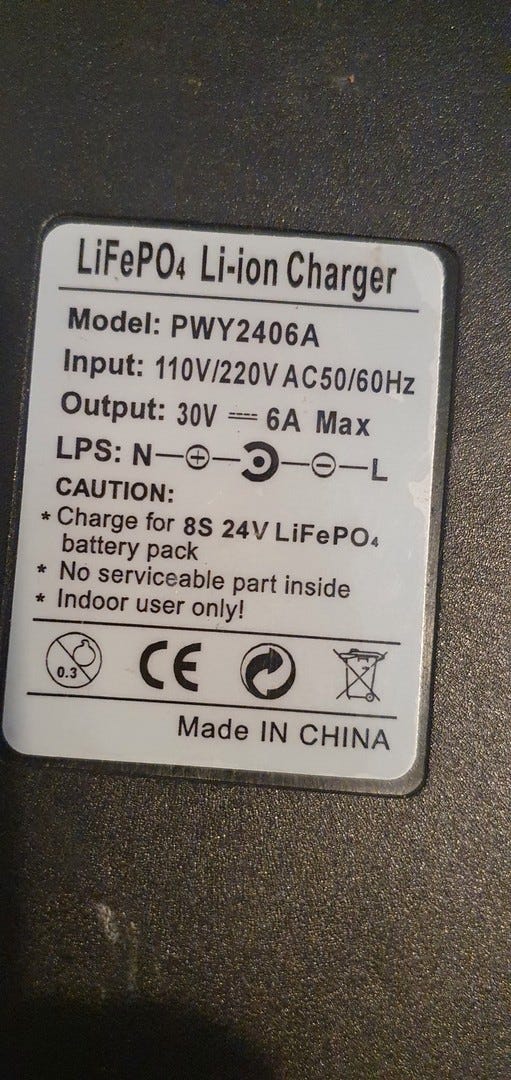 LiFePO₄ Li-ion Charger
Model: PWY2406A
Input: 110V/220V AC50/60Hz
Output: 30V ⎓ 6A Max
LPS: N—⊕—⊙—⊖—L
CAUTION:
* Charge for 8S 24V LiFePO₄
battery pack
* No serviceable part inside
* Indoor user only!
0.3 CE
Made IN CHINA